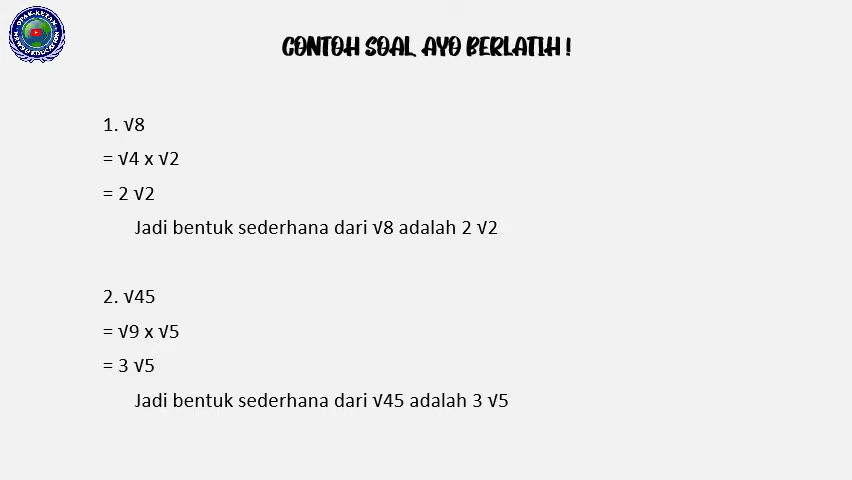 CONTOH SOAL AYO BERLATIH !
1. √8
= √4 x √2
= 2 √2
Jadi bentuk sederhana dari √8 adalah 2 √2
2. √45
= √9 x √5
= 3 √5
Jadi bentuk sederhana dari √45 adalah 3 √5